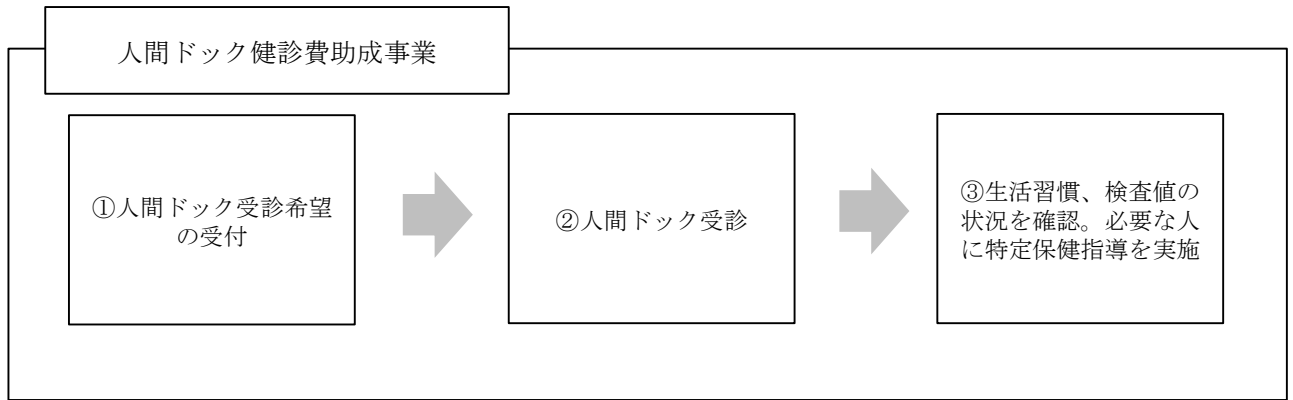 人間ドック健診費助成事業
①人間ドック受診希望
の受付
②人間ドック受診
③生活習慣、検査値の
状況を確認。必要な人
に特定保健指導を実施